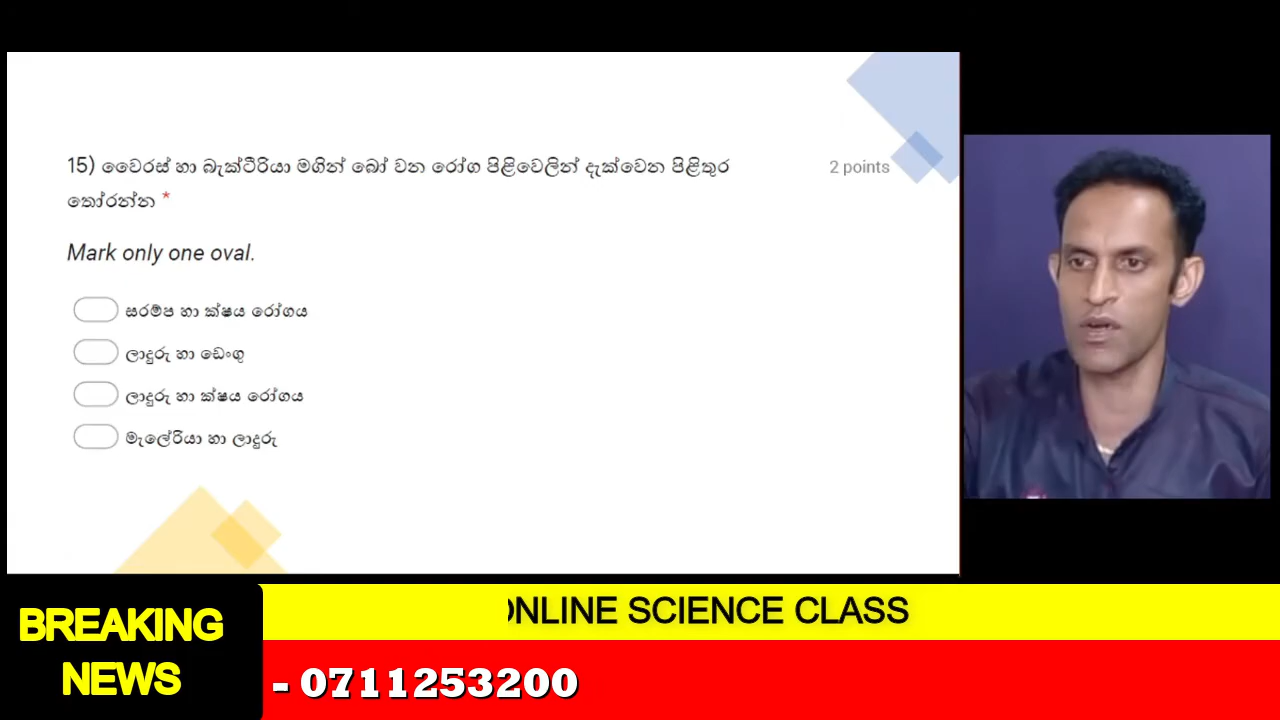 15) වෛරස් හා බැක්ටීරියා මගින් බෝ වන රෝග පිළිවෙලින් දැක්වෙන පිළිතුර
2 points
තෝරන්න *
Mark only one oval.
සරම්ප හා ක්ෂය රෝගය
ලාදුරු හා ඩෙංගු
ලාදුරු හා ක්ෂය රෝගය
මැලේරියා හා ලාදුරු
BREAKING
NEWS
ONLINE SCIENCE CLASS
- 0711253200